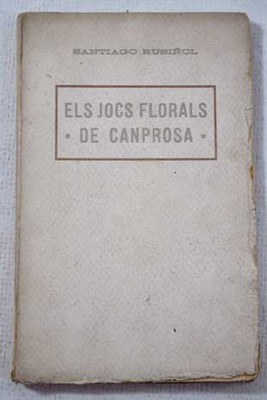 SANTIAGO RUSIÑOL
ELS JOCS FLORALS
• DE CANPROSA •